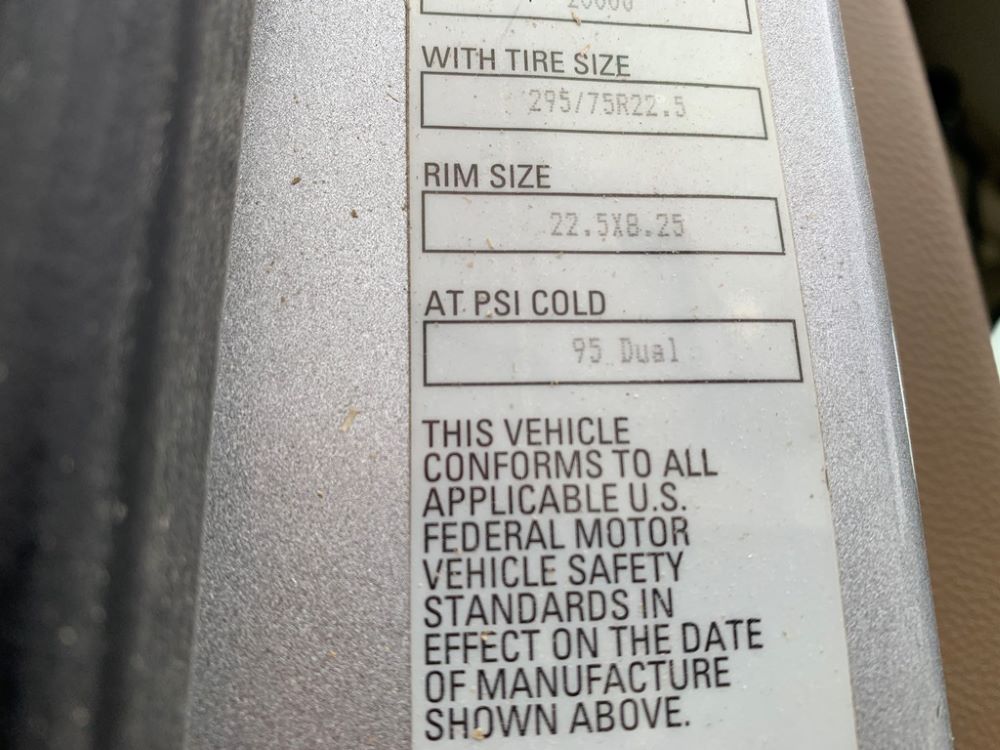 20000
WITH TIRE SIZE
295/75R22.5
RIM SIZE
22.5X8.25
AT PSI COLD
95 Dual
THIS VEHICLE
CONFORMS TO ALL
APPLICABLE U.S.
FEDERAL MOTOR
VEHICLE SAFETY
STANDARDS IN
EFFECT ON THE DATE
OF MANUFACTURE
SHOWN ABOVE.